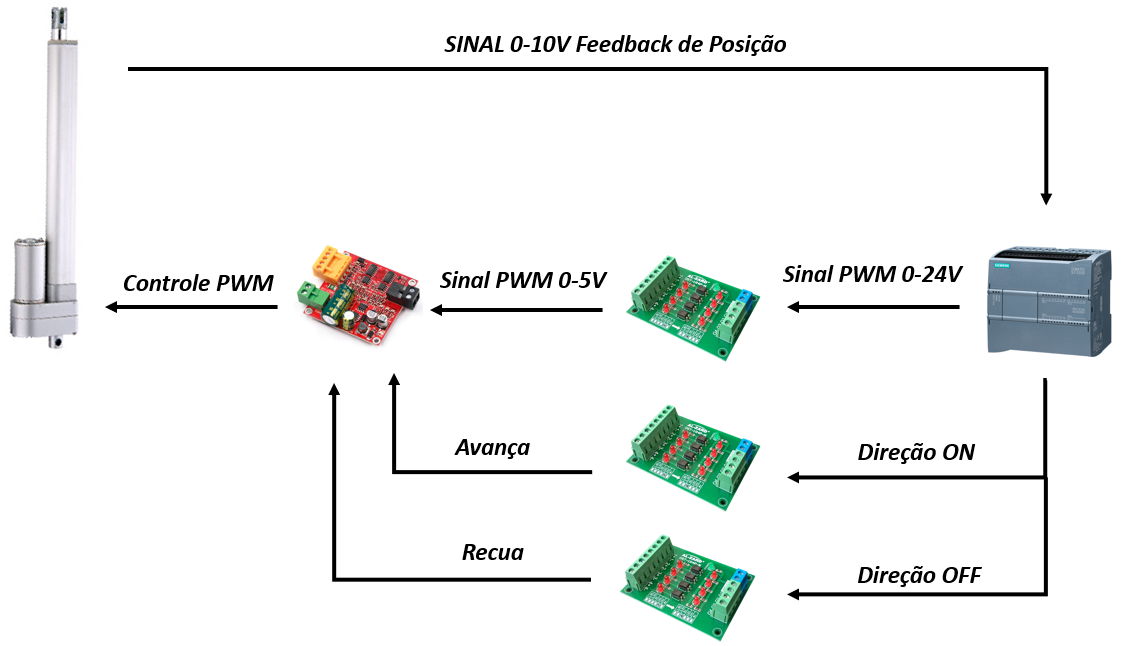 SINAL 0-10V Feedback de Posição
Controle PWM
Sinal PWM 0-5V
Sinal PWM 0-24V
SIEMENS
Avança
Direção ON
Recua
Direção OFF